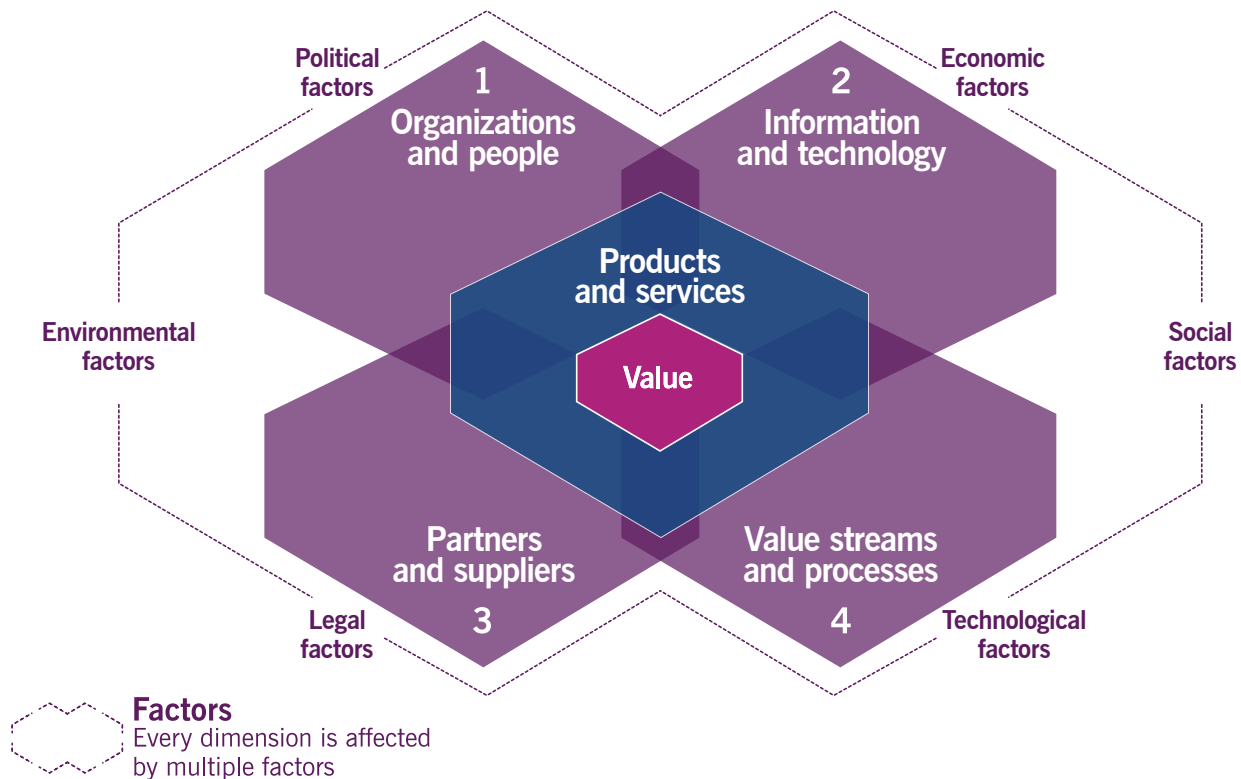 Political
factors
1
Organizations
and people
2
Information
and technology
Economic
factors
Products
and services
Environmental
factors
Value
Social
factors
Partners
and suppliers
3
Value streams
and processes
4
Legal
factors
Technological
factors
Factors
Every dimension is affected
by multiple factors